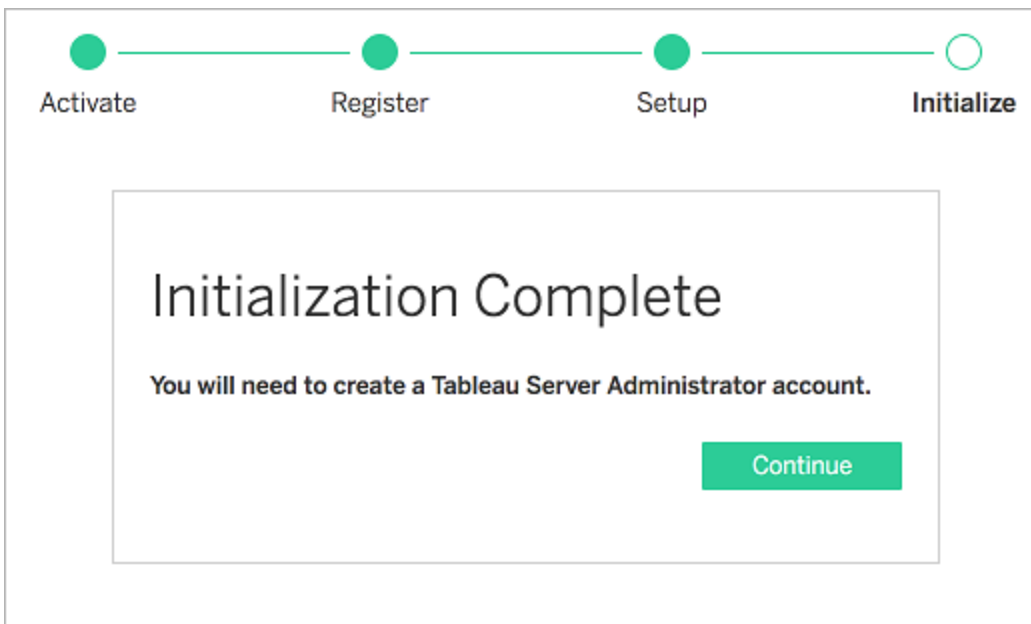 Activate Register Setup Initialize
Initialization Complete
You will need to create a Tableau Server Administrator account.
Continue